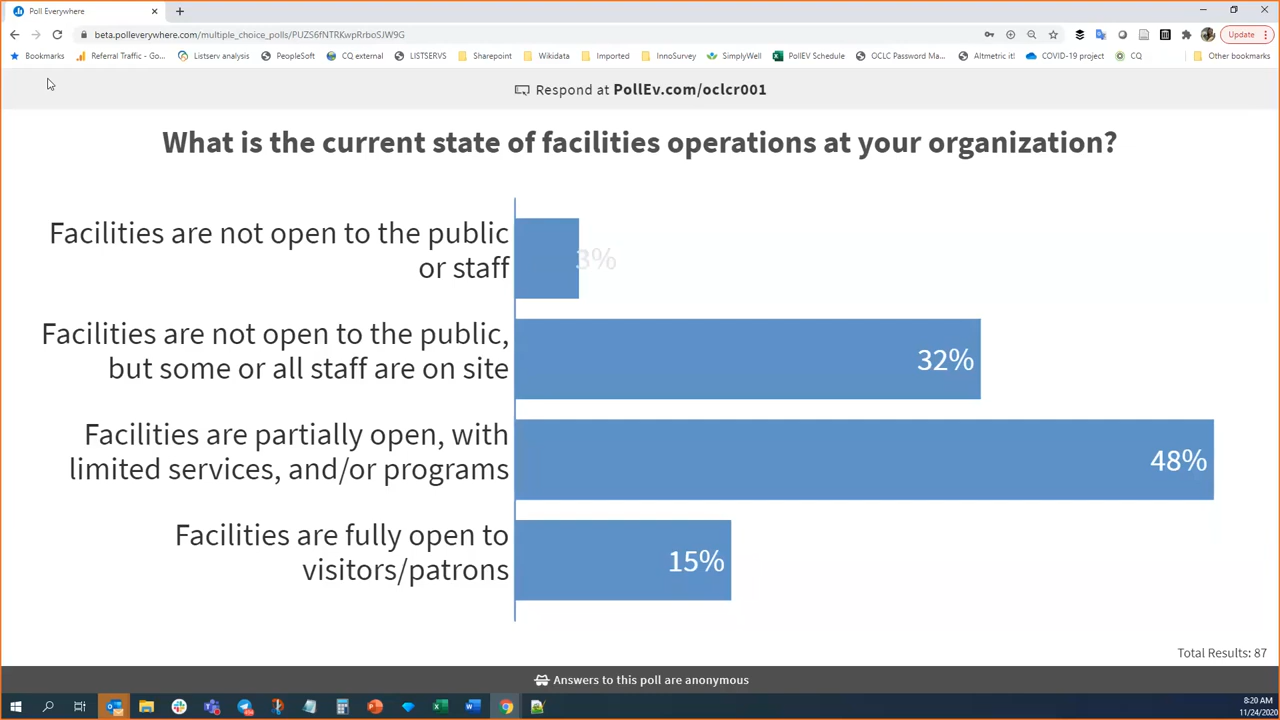 Poll Everywhere
beta.polleverywhere.com/multiple_choice_polls/PUZS6fNTRKwpRrboSJW9G
Update
Bookmarks
Referral Traffic - Go...
Listserv analysis
PeopleSoft
CQ external
LISTSERVS
Sharepoint
Wikidata
Imported
InnoSurvey
SimplyWell
PollEV Schedule
OCLC Password Ma...
Altmetric it!
COVID-19 project
CQ
Other bookmarks
Respond at PollEv.com/oclcr001
What is the current state of facilities operations at your organization?
Facilities are not open to the public
or staff
3%
Facilities are not open to the public,
but some or all staff are on site
32%
Facilities are partially open, with
limited services, and/or programs
48%
Facilities are fully open to
visitors/patrons
15%
Total Results: 87
Answers to this poll are anonymous
8:20 AM
11/24/2020